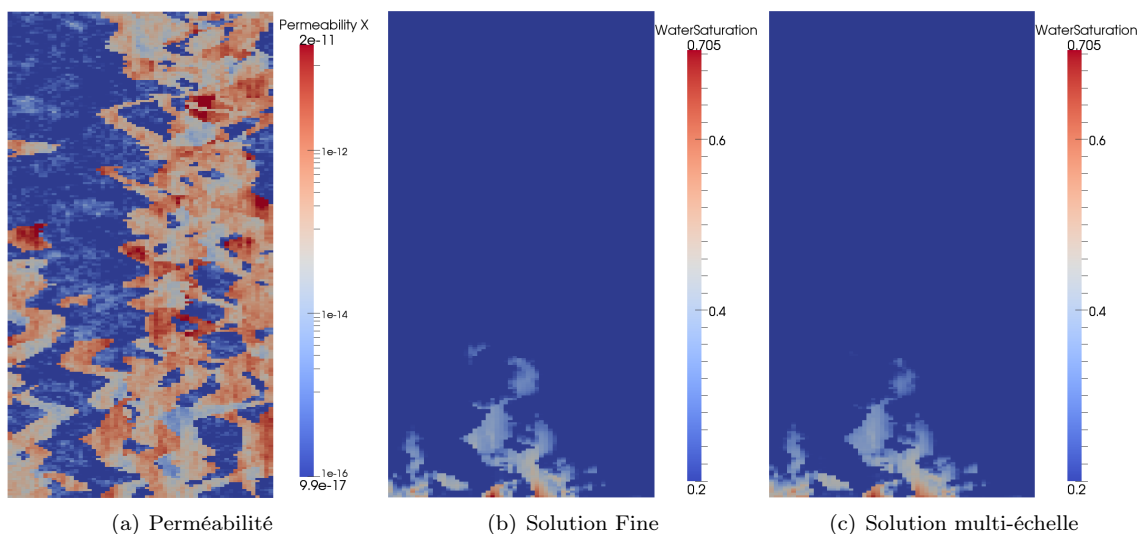 Permeability X
2e-11
1e-12
1e-14
1e-16
9.9e-17
WaterSaturation
0.705
0.6
0.4
0.2
WaterSaturation
0.705
0.6
0.4
0.2
(a) Perméabilité
(b) Solution Fine
(c) Solution multi-échelle